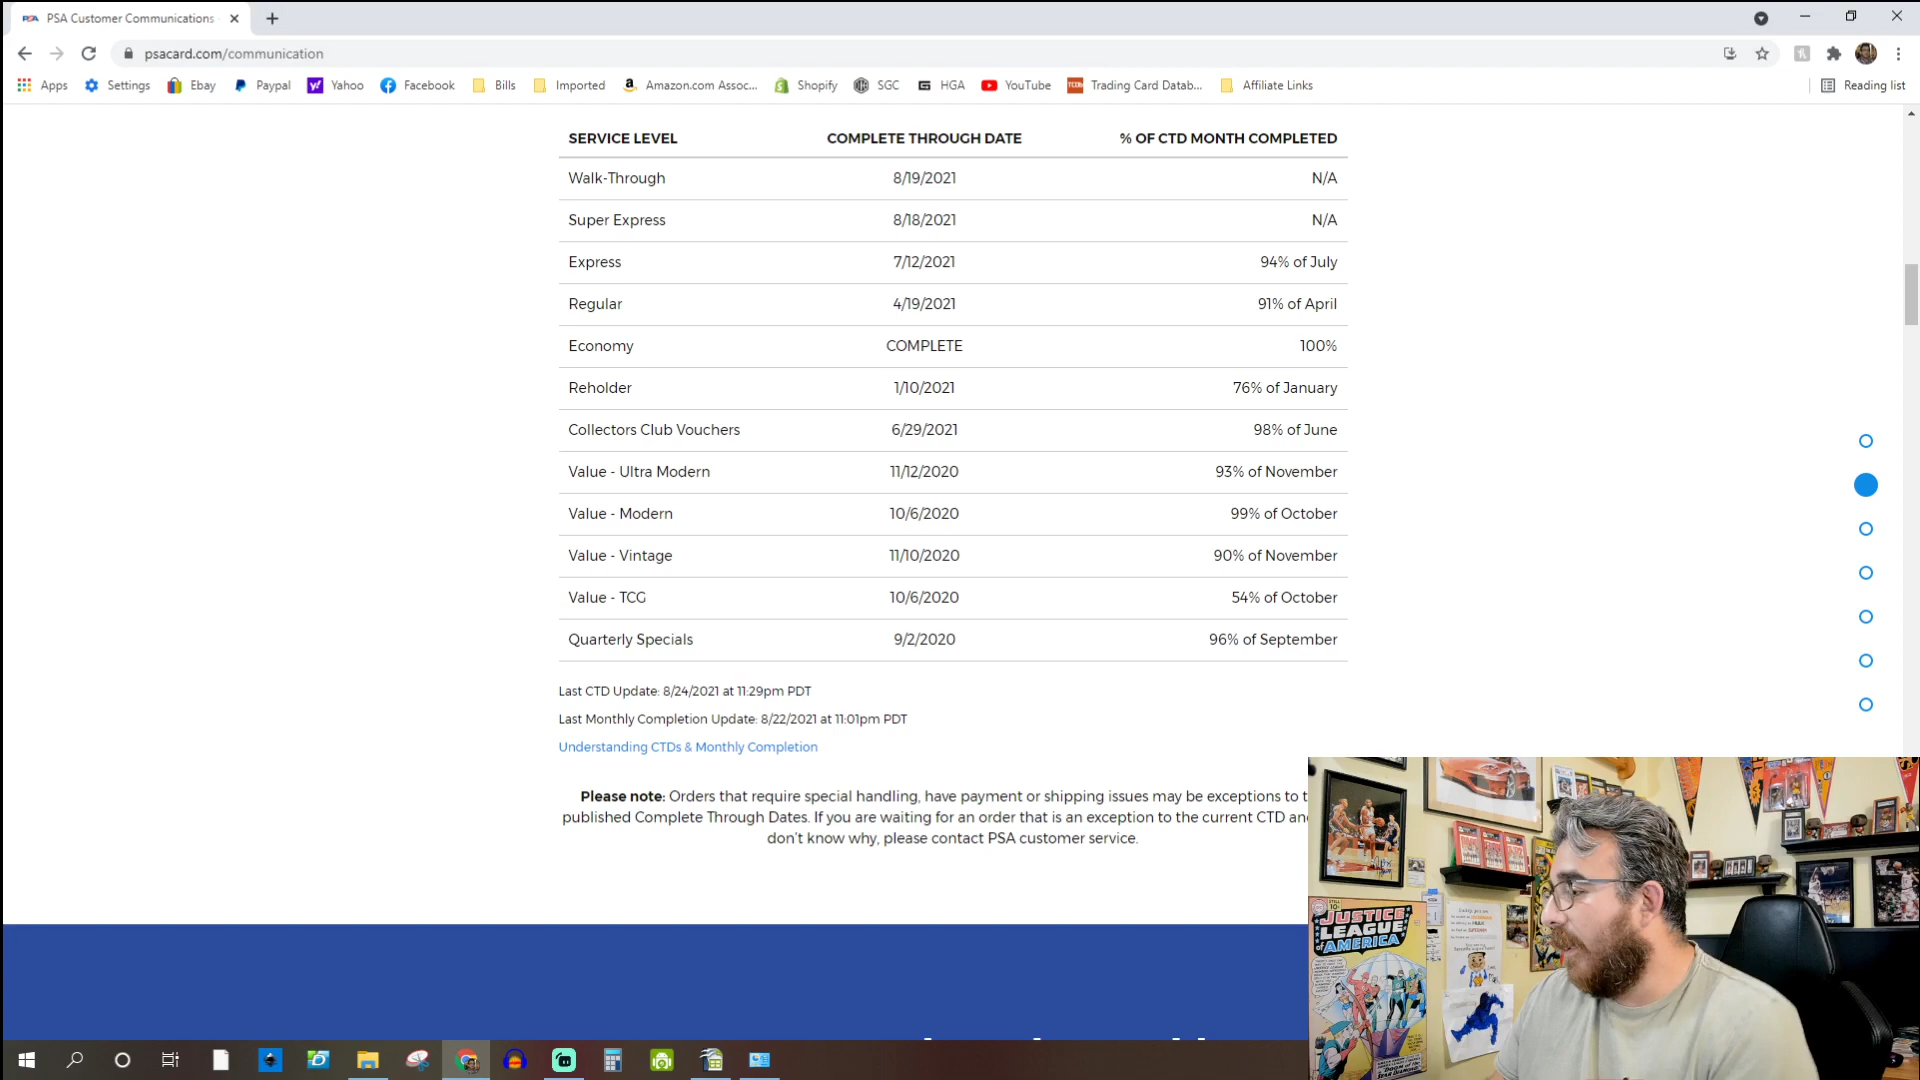 PSA Customer Communications
psacard.com/communication
Apps
Settings
Ebay
Paypal
Yahoo
Facebook
Bills
Imported
Amazon.com Assoc...
Shopify
SGC
HGA
YouTube
Trading Card Datab...
Affiliate Links
Reading list
SERVICE LEVEL COMPLETE THROUGH DATE % OF CTD MONTH COMPLETED
Walk-Through 8/19/2021 N/A
Super Express 8/18/2021 N/A
Express 7/12/2021 94% of July
Regular 4/19/2021 91% of April
Economy COMPLETE 100%
Reholder 1/10/2021 76% of January
Collectors Club Vouchers 6/29/2021 98% of June
Value - Ultra Modern 11/12/2020 93% of November
Value - Modern 10/6/2020 99% of October
Value - Vintage 11/10/2020 90% of November
Value - TCG 10/6/2020 54% of October
Quarterly Specials 9/2/2020 96% of September
Last CTD Update: 8/24/2021 at 11:29pm PDT
Last Monthly Completion Update: 8/22/2021 at 11:01pm PDT
Understanding CTDs & Monthly Completion
Please note: Orders that require special handling, have payment or shipping issues may be exceptions to t
published Complete Through Dates. If you are waiting for an order that is an exception to the current CTD and
don't know why, please contact PSA customer service.
JUSTICE
LEAGUE
of AMERICA